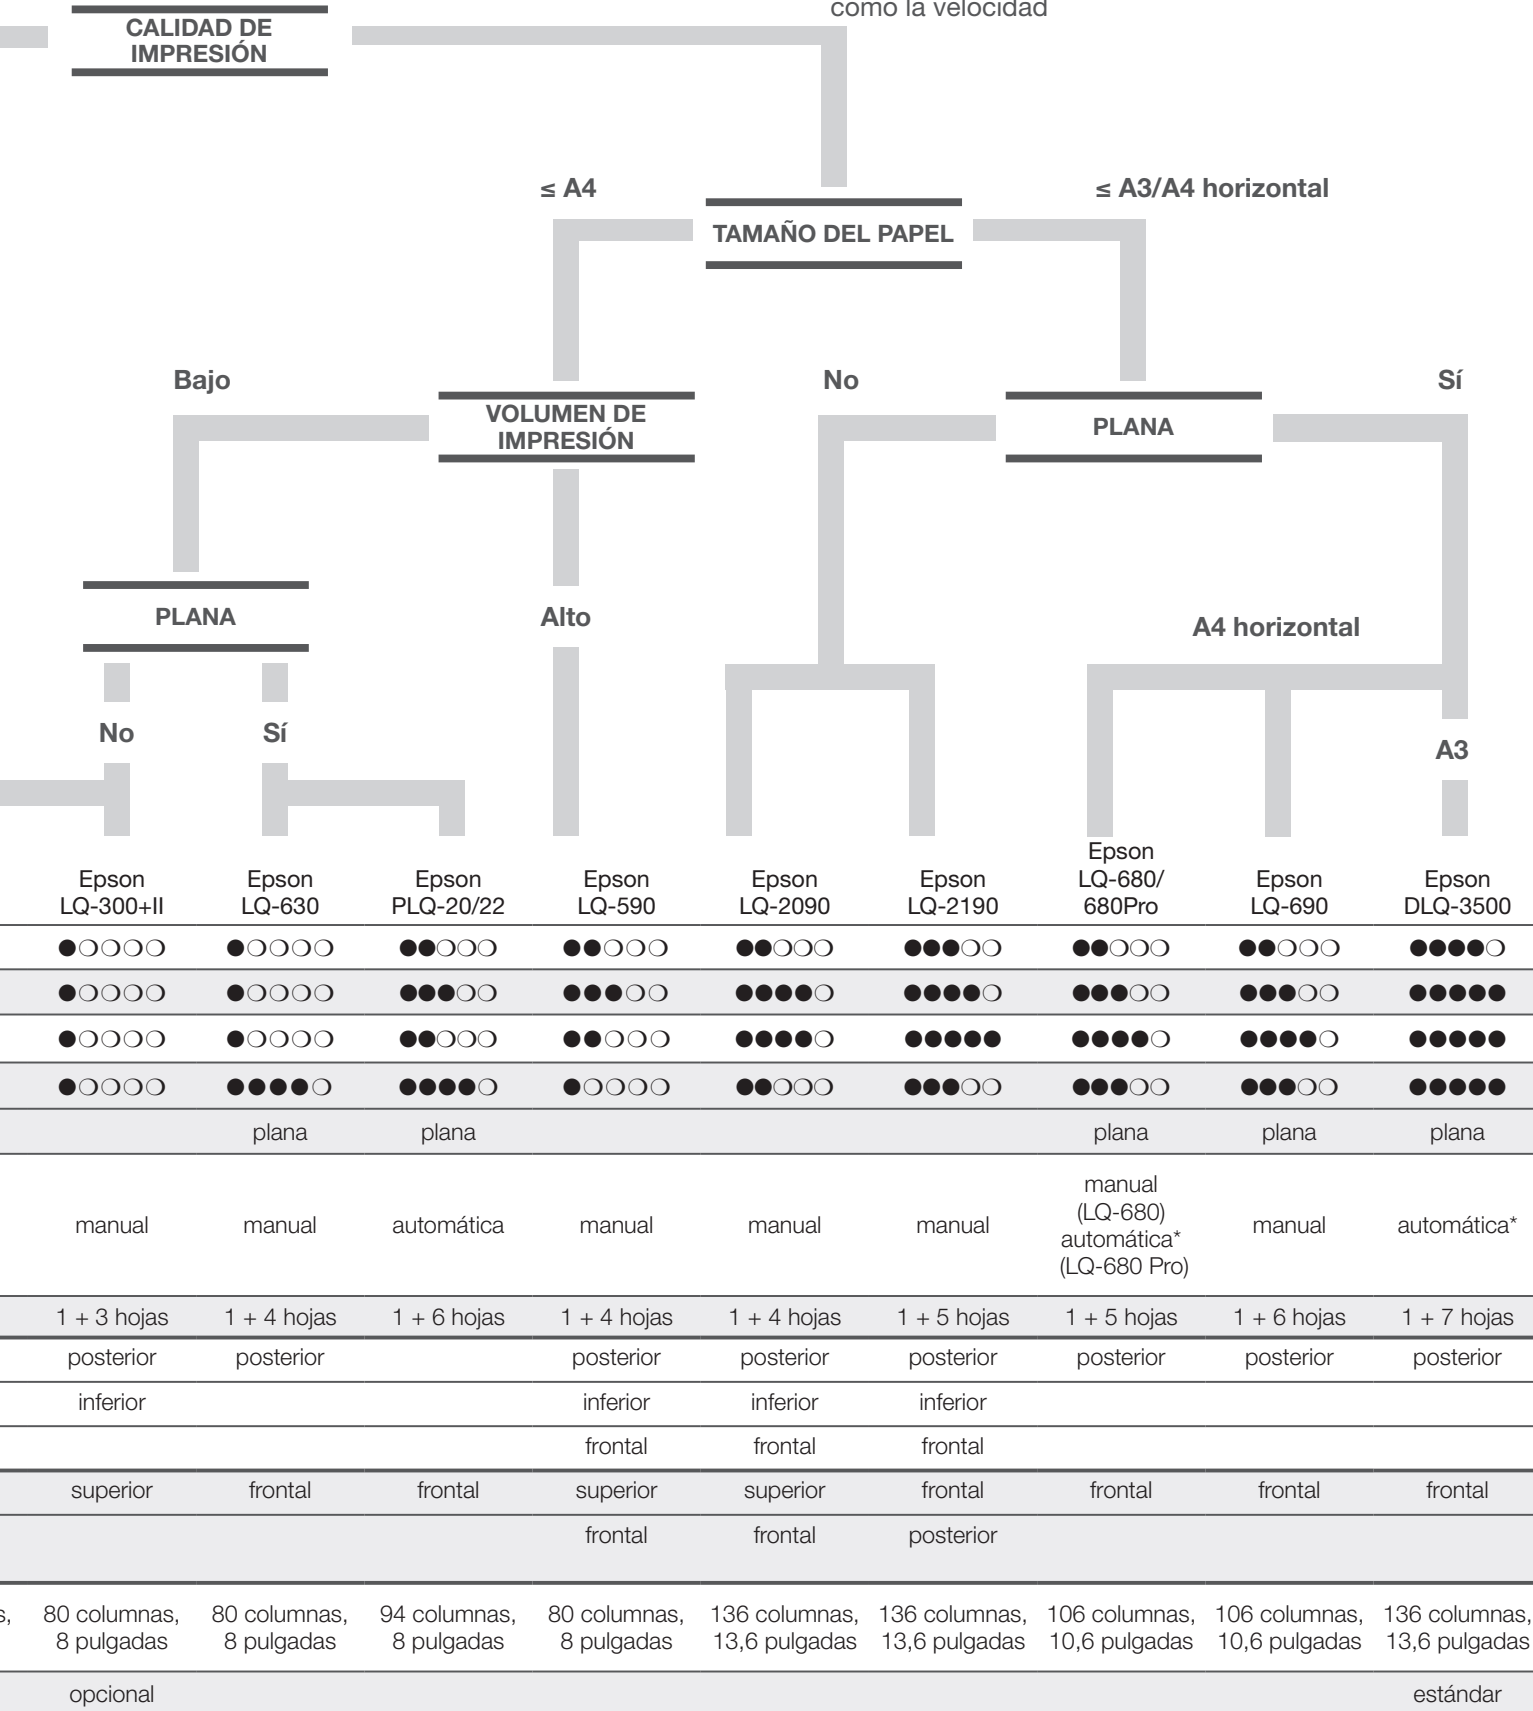 como la velocidad
CALIDAD DE
IMPRESIÓN
≤ A4
≤ A3/A4 horizontal
TAMAÑO DEL PAPEL
Bajo
No
Sí
VOLUMEN DE
IMPRESIÓN
PLANA
PLANA
Alto
A4 horizontal
No
Sí
A3
Epson
LQ-300+II
Epson
LQ-630
Epson
PLQ-20/22
Epson
LQ-590
Epson
LQ-2090
Epson
LQ-2190
Epson
LQ-680/
680Pro
Epson
LQ-690
Epson
DLQ-3500
●○○○○ ●○○○○ ●●○○○ ●●○○○ ●●○○○ ●●●○○ ●●○○○ ●●○○○ ●●●●○
●○○○○ ●○○○○ ●●●○○ ●●●○○ ●●●●○ ●●●●○ ●●●○○ ●●●○○ ●●●●●
●○○○○ ●○○○○ ●●○○○ ●●○○○ ●●●●○ ●●●●● ●●●●○ ●●●●○ ●●●●●
●○○○○ ●●●●○ ●●●●○ ●○○○○ ●●○○○ ●●●○○ ●●●○○ ●●●○○ ●●●●●
plana plana plana plana plana
manual manual automática manual manual manual
manual
(LQ-680)
automática*
(LQ-680 Pro)
manual automática*
1 + 3 hojas 1 + 4 hojas 1 + 6 hojas 1 + 4 hojas 1 + 4 hojas 1 + 5 hojas 1 + 5 hojas 1 + 6 hojas 1 + 7 hojas
posterior posterior posterior posterior posterior posterior posterior posterior
inferior inferior inferior inferior
frontal frontal frontal
superior frontal frontal superior superior frontal frontal frontal frontal
frontal frontal posterior
s, 80 columnas, 80 columnas, 94 columnas, 80 columnas, 136 columnas, 136 columnas, 106 columnas, 106 columnas, 136 columnas,
8 pulgadas 8 pulgadas 8 pulgadas 8 pulgadas 13,6 pulgadas 13,6 pulgadas 10,6 pulgadas 10,6 pulgadas 13,6 pulgadas
opcional estándar